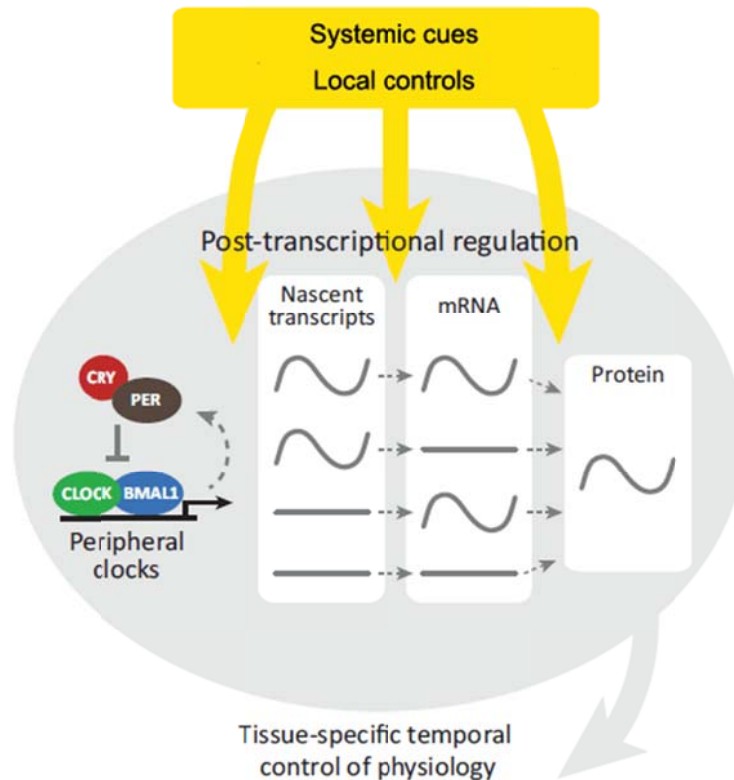 Systemic cues
Local controls
Post-transcriptional regulation
Nascent
transcripts
mRNA
Protein
CRY
PER
CLOCK
BMAL1
Peripheral
clocks
Tissue-specific temporal
control of physiology